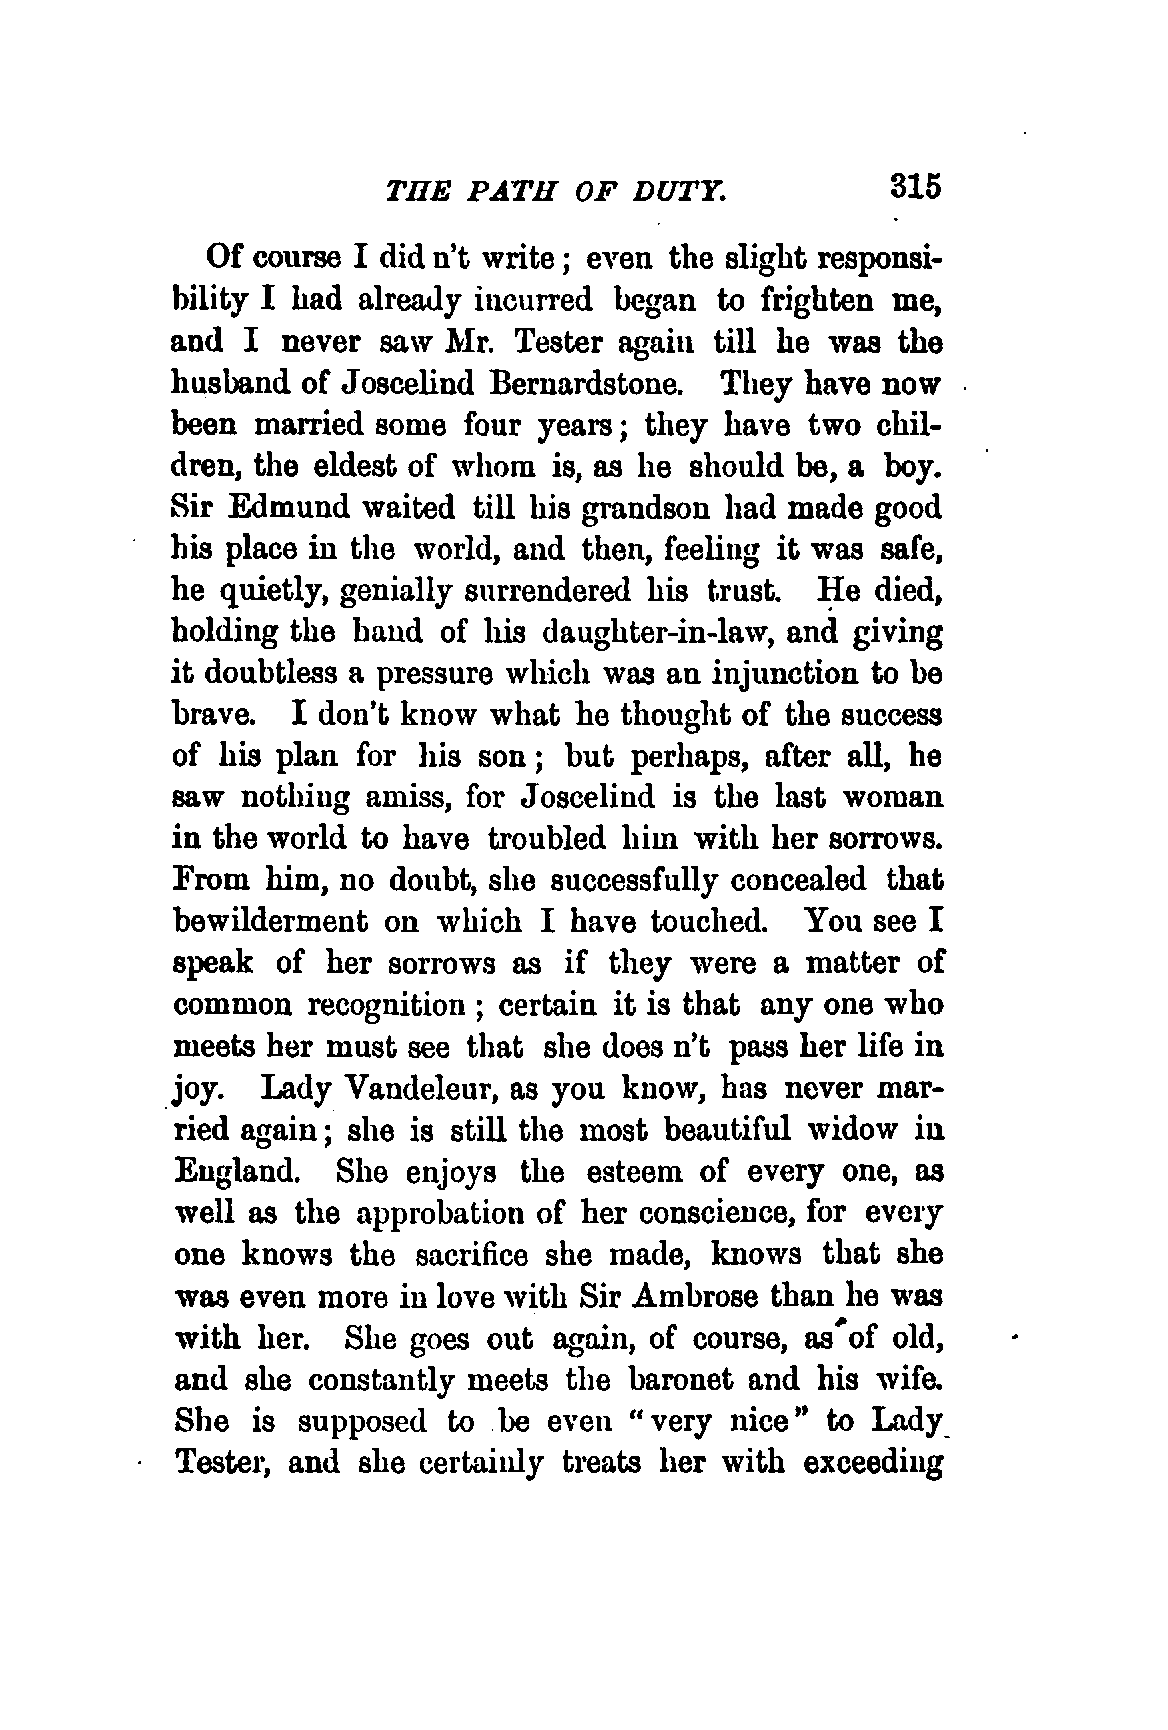 THE PATH OF DUTY. 315
Of course I did n't write; even the slight responsi-
bility I had already incurred began to frighten me,
and I never saw Mr. Tester again till he was the
husband of Joscelind Bernardstone. They have now
been married some four years; they have two chil-
dren, the eldest of whom is, as he should be, a boy.
Sir Edmund waited till his grandson had made good
his place in the world, and then, feeling it was safe,
he quietly, genially surrendered his trust. He died,
holding the hand of his daughter-in-law, and giving
it doubtless a pressure which was an injunction to be
brave. I don't know what he thought of the success
of his plan for his son; but perhaps, after all, he
saw nothing amiss, for Joscelind is the last woman
in the world to have troubled him with her sorrows.
From him, no doubt, she successfully concealed that
bewilderment on which I have touched. You see I
speak of her sorrows as if they were a matter of
common recognition; certain it is that any one who
meets her must see that she does n't pass her life in
joy. Lady Vandeleur, as you know, has never mar-
ried again; she is still the most beautiful widow in
England. She enjoys the esteem of every one, as
well as the approbation of her conscience, for every
one knows the sacrifice she made, knows that she
was even more in love with Sir Ambrose than he was
with her. She goes out again, of course, as of old,
and she constantly meets the baronet and his wife.
She is supposed to be even "very nice" to Lady
Tester, and she certainly treats her with exceeding